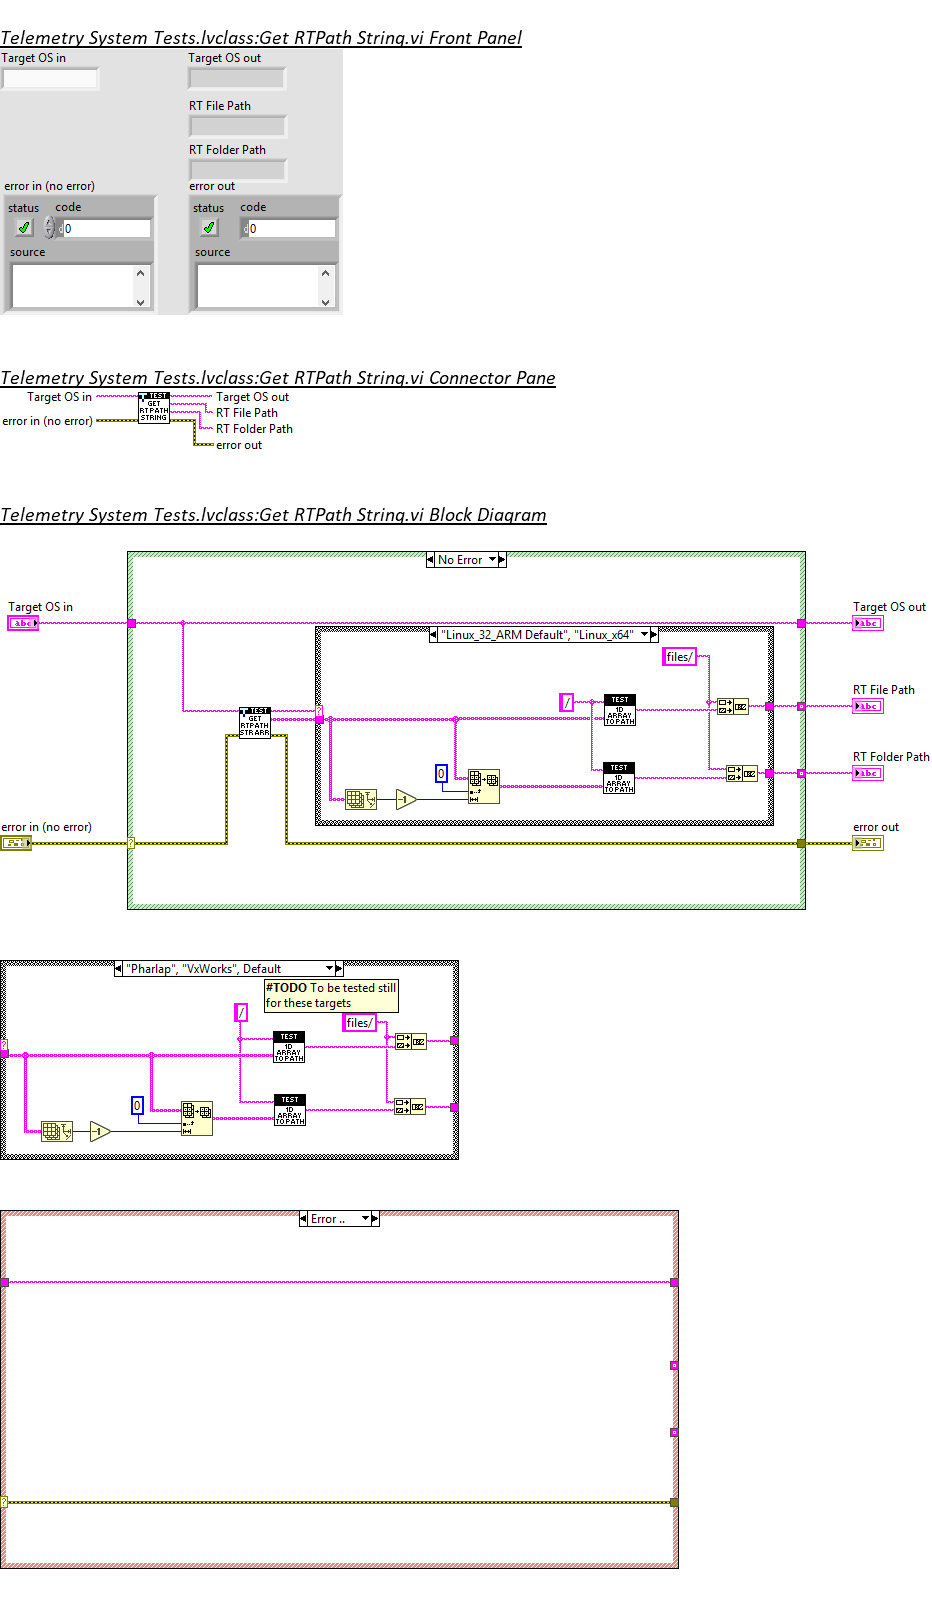 Telemetry System Tests.lvclass:Get RTPath String.vi Front Panel
Target OS in
Target OS out
RT File Path
RT Folder Path
error in (no error)
error out
status
code
status
code
0
0
source
source
Telemetry System Tests.lvclass:Get RTPath String.vi Connector Pane
Target OS in
TEST
GET
RTPATH
STRING
Target OS out
RT File Path
error in (no error)
RT Folder Path
error out
Telemetry System Tests.lvclass:Get RTPath String.vi Block Diagram
No Error
Target OS in
abc
Target OS out
abc
"Linux_32_ARM Default", "Linux_x64"
files/
/
TEST
1D
ARRAY
TO PATH
RT File Path
abc
TEST
GET
RTPATH
STR ARR
?
0
TEST
1D
ARRAY
TO PATH
RT Folder Path
abc
-1
error in (no error)
?
error out
"Pharlap", "VxWorks", Default
#TODO To be tested still
for these targets
/
files/
TEST
1D
ARRAY
TO PATH
?
0
TEST
1D
ARRAY
TO PATH
-1
Error ..
?